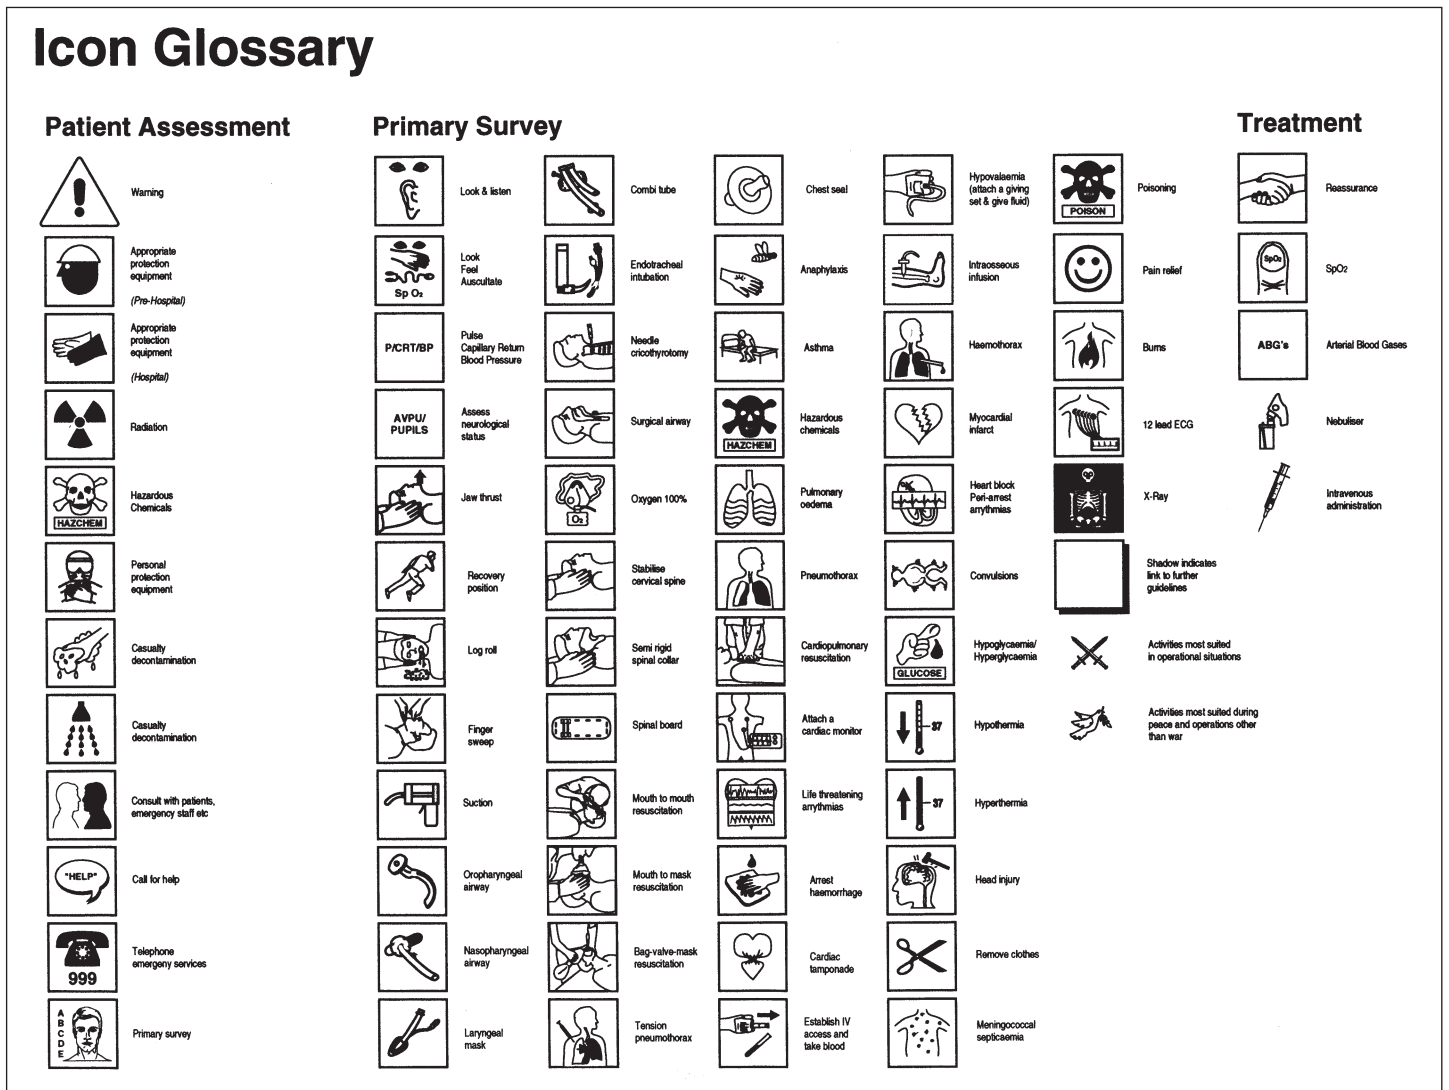 Icon Glossary
Patient Assessment
Warning
Appropriate
protection
equipment
(Pre-Hospital)
Appropriate
protection
equipment
(Hospital)
Radiation
HAZCHEM
Hazardous
Chemicals
Personal
protection
equipment
Casualty
decontamination
Casualty
decontamination
Consult with patients,
emergency staff etc
"HELP"
Call for help
999
Telephone
emergeny services
A
B
C
D
E
Primary survey
Primary Survey
Look & listen
Sp O2
Look
Feel
Auscultate
P/CRT/BP
Pulse
Capillary Return
Blood Pressure
AVPU/
PUPILS
Assess
neurological
status
Jaw thrust
Recovery
position
Log roll
Finger
sweep
Suction
Oropharyngeal
airway
Nasopharyngeal
airway
Laryngeal
mask
Combi tube
Endotracheal
intubation
Needle
cricothyrotomy
Surgical airway
O2
Oxygen 100%
Stabilise
cervical spine
Semi rigid
spinal collar
Spinal board
Mouth to mouth
resuscitation
Mouth to mask
resuscitation
Bag-valve-mask
resuscitation
Tension
pneumothorax
Chest seal
Anaphylaxis
Asthma
HAZCHEM
Hazardous
chemicals
Pulmonary
oedema
Pneumothorax
Cardiopulmonary
resuscitation
Attach a
cardiac monitor
Life threatening
arrythmias
Arrest
haemorrhage
Cardiac
tamponade
Establish IV
access and
take blood
Hypovalaemia
(attach a giving
set & give fluid)
Intraosseous
infusion
Haemothorax
Myocardial
infarct
Heart block
Peri-arrest
arrythmias
Convulsions
GLUCOSE
Hypoglycaemia/
Hyperglycaemia
37
Hypothermia
37
Hyperthermia
Head injury
Remove clothes
Meningococcal
septicaemia
POISON
Poisoning
Pain relief
Burns
12 lead ECG
X-Ray
Shadow indicates
link to further
guidelines
Activities most suited
in operational situations
Activities most suited during
peace and operations other
than war
Treatment
Reassurance
SpO2
SpO2
ABG's
Arterial Blood Gases
Nebuliser
Intravenous
administration